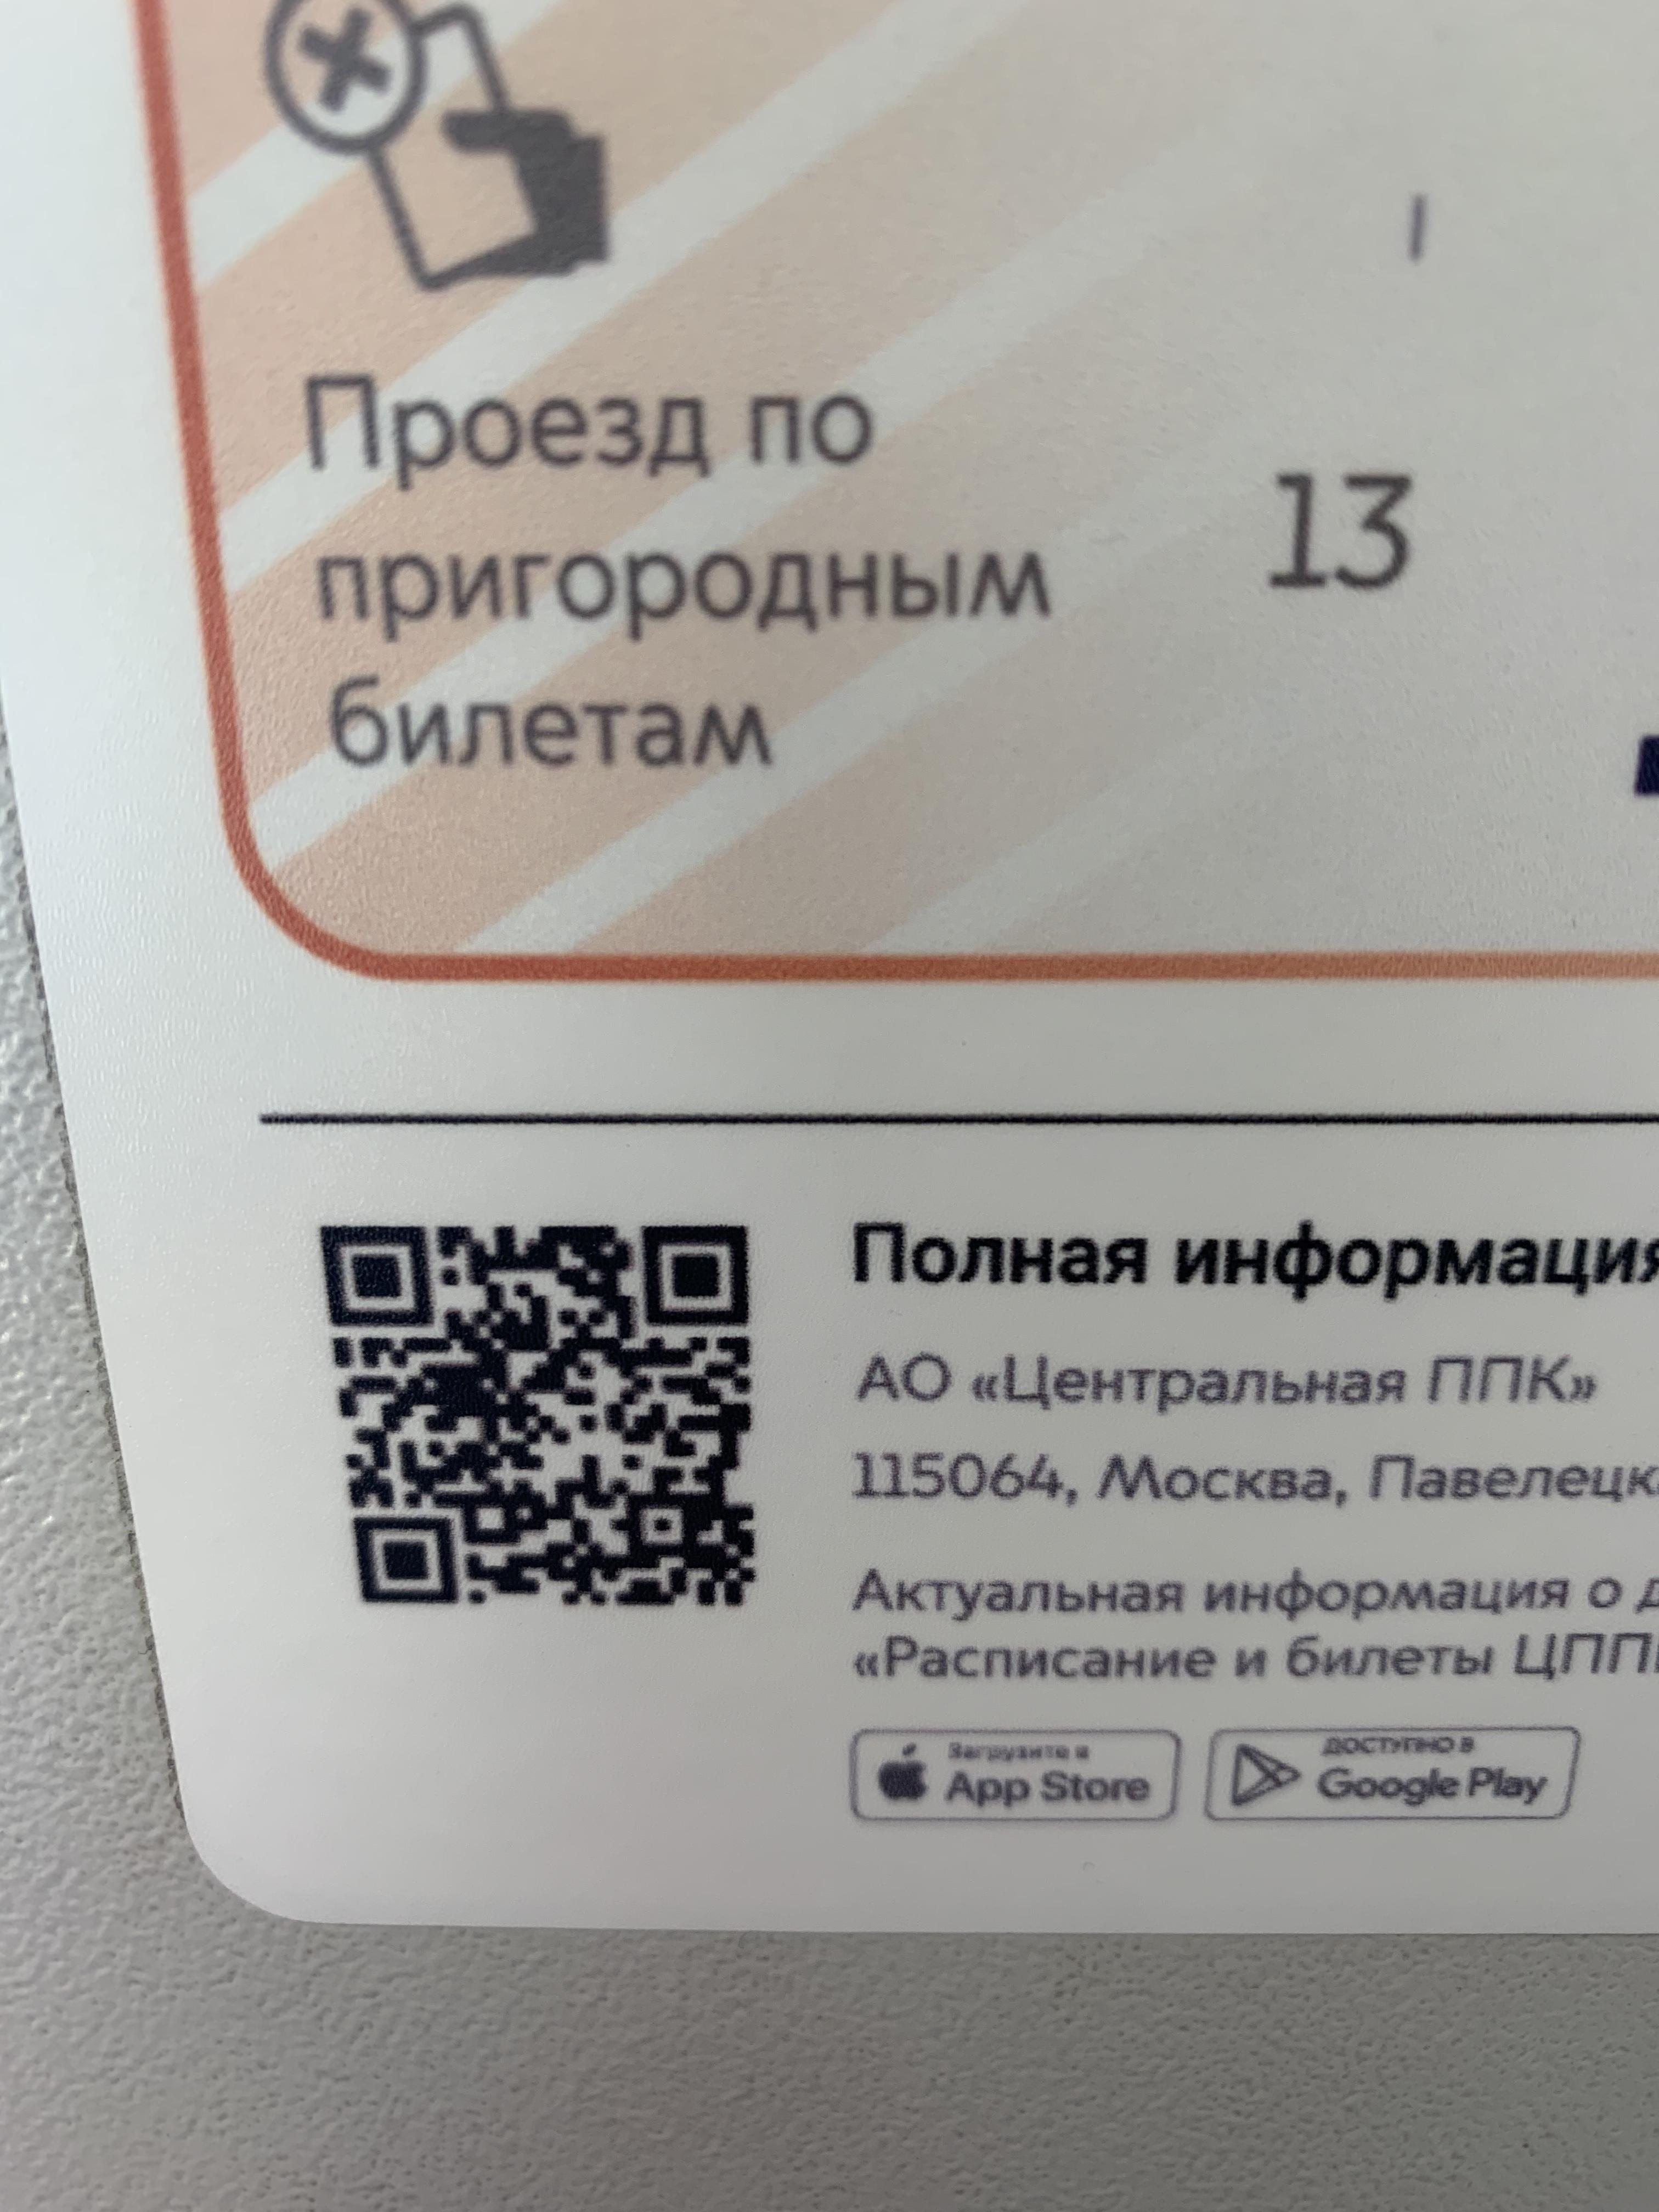 Проезд по
пригородным
билетам
13
Полная информация
АО «Центральная ППК»
115064, Москва, Павелецк
Актуальная информация о д
«Расписание и билеты ЦПП
Загрузите в
App Store
ДОСТУПНО В
Google Play